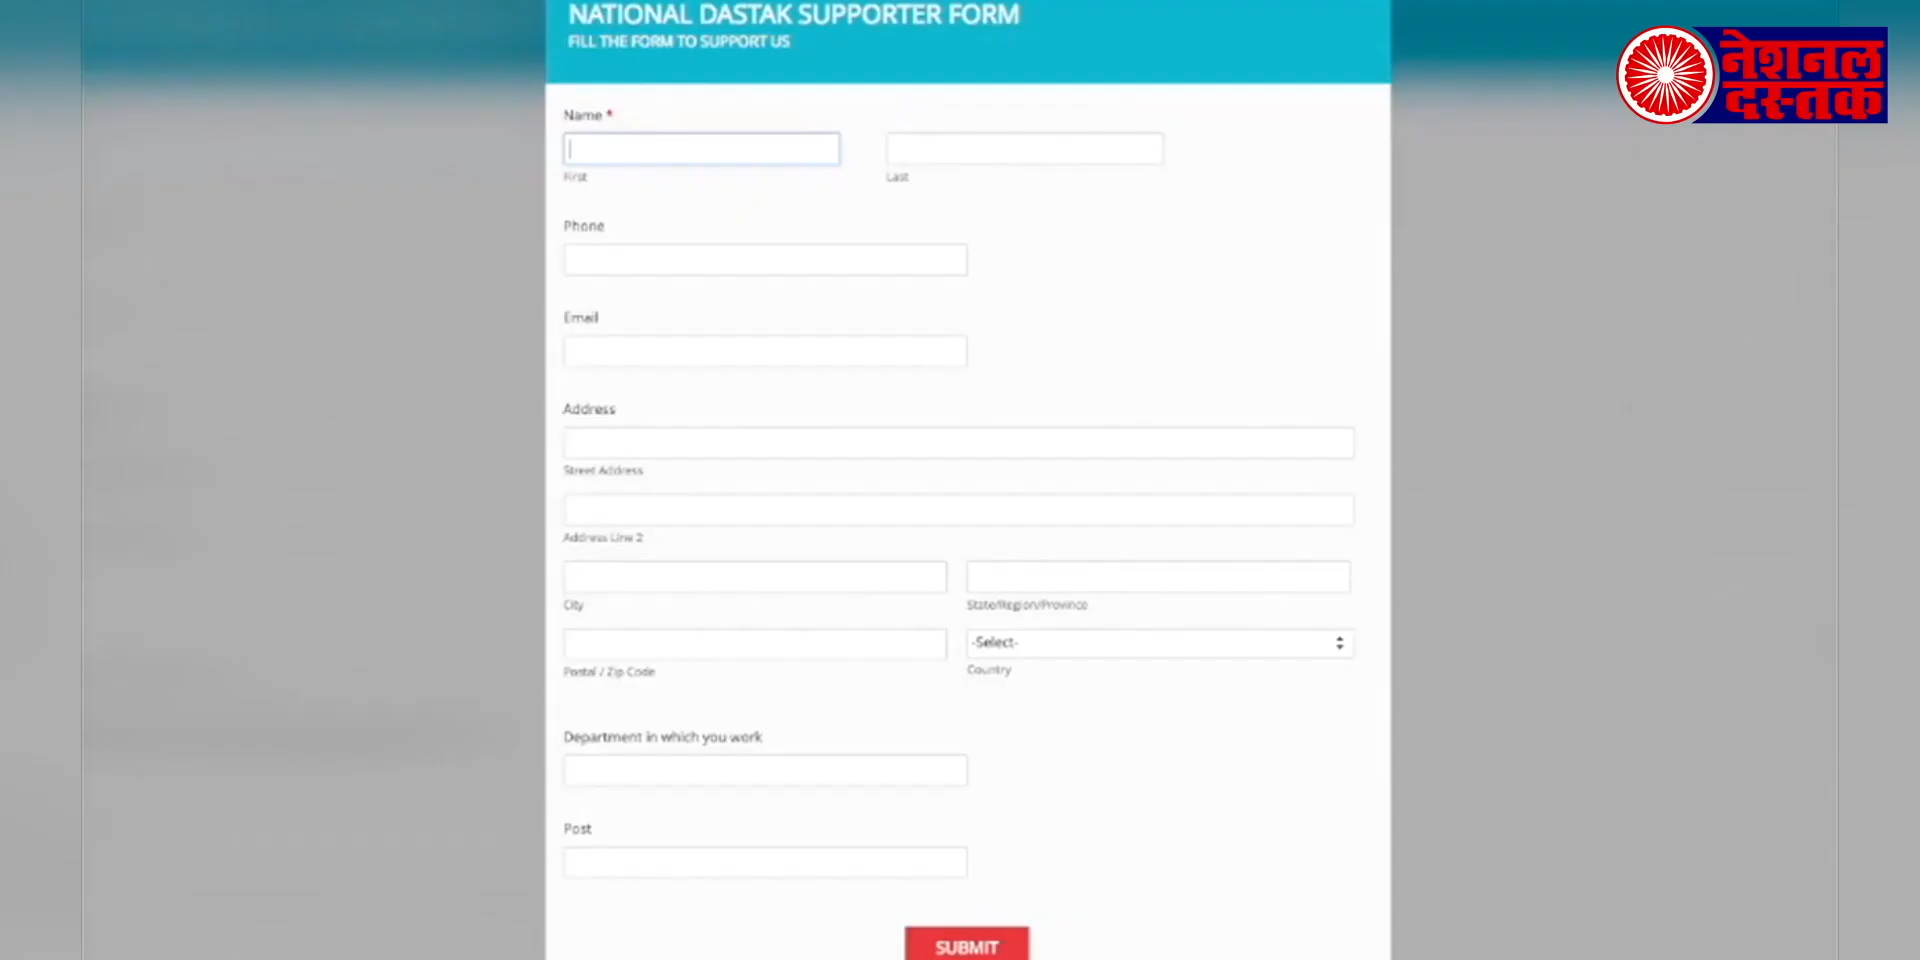 NATIONAL DASTAK SUPPORTER FORM
FILL THE FORM TO SUPPORT US
नेशनल
दस्तक
Name *
First
Last
Phone
Email
Address
Street Address
Address Line 2
City
State/Region/Province
-Select-
Postal / Zip Code
Country
Department in which you work
Post
SUBMIT